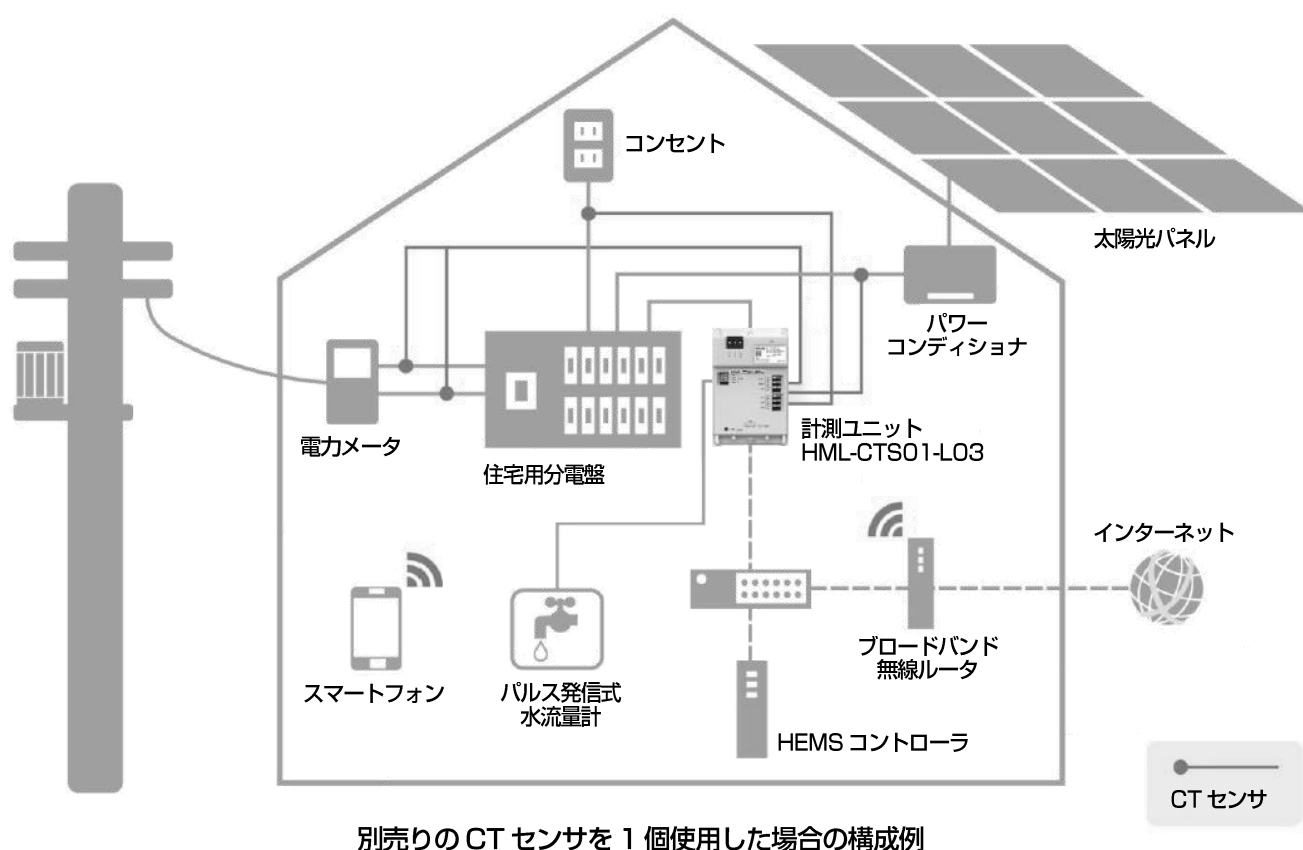 コンセント
太陽光パネル
パワー
コンディショナ
計測ユニット
HML-CTS01-L03
電力メータ
住宅用分電盤
インターネット
ブロードバンド
無線ルータ
スマートフォン
パルス発信式
水流量計
HEMS コントローラ
CT センサ
別売りの CT センサを 1 個使用した場合の構成例